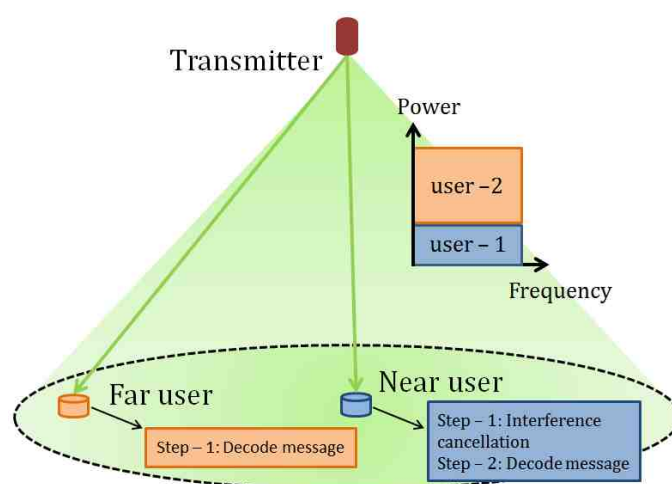 Transmitter
Power
user –2
user – 1
Frequency
Far user
Near user
Step – 1: Decode message
Step – 1: Interference
cancellation
Step – 2: Decode message